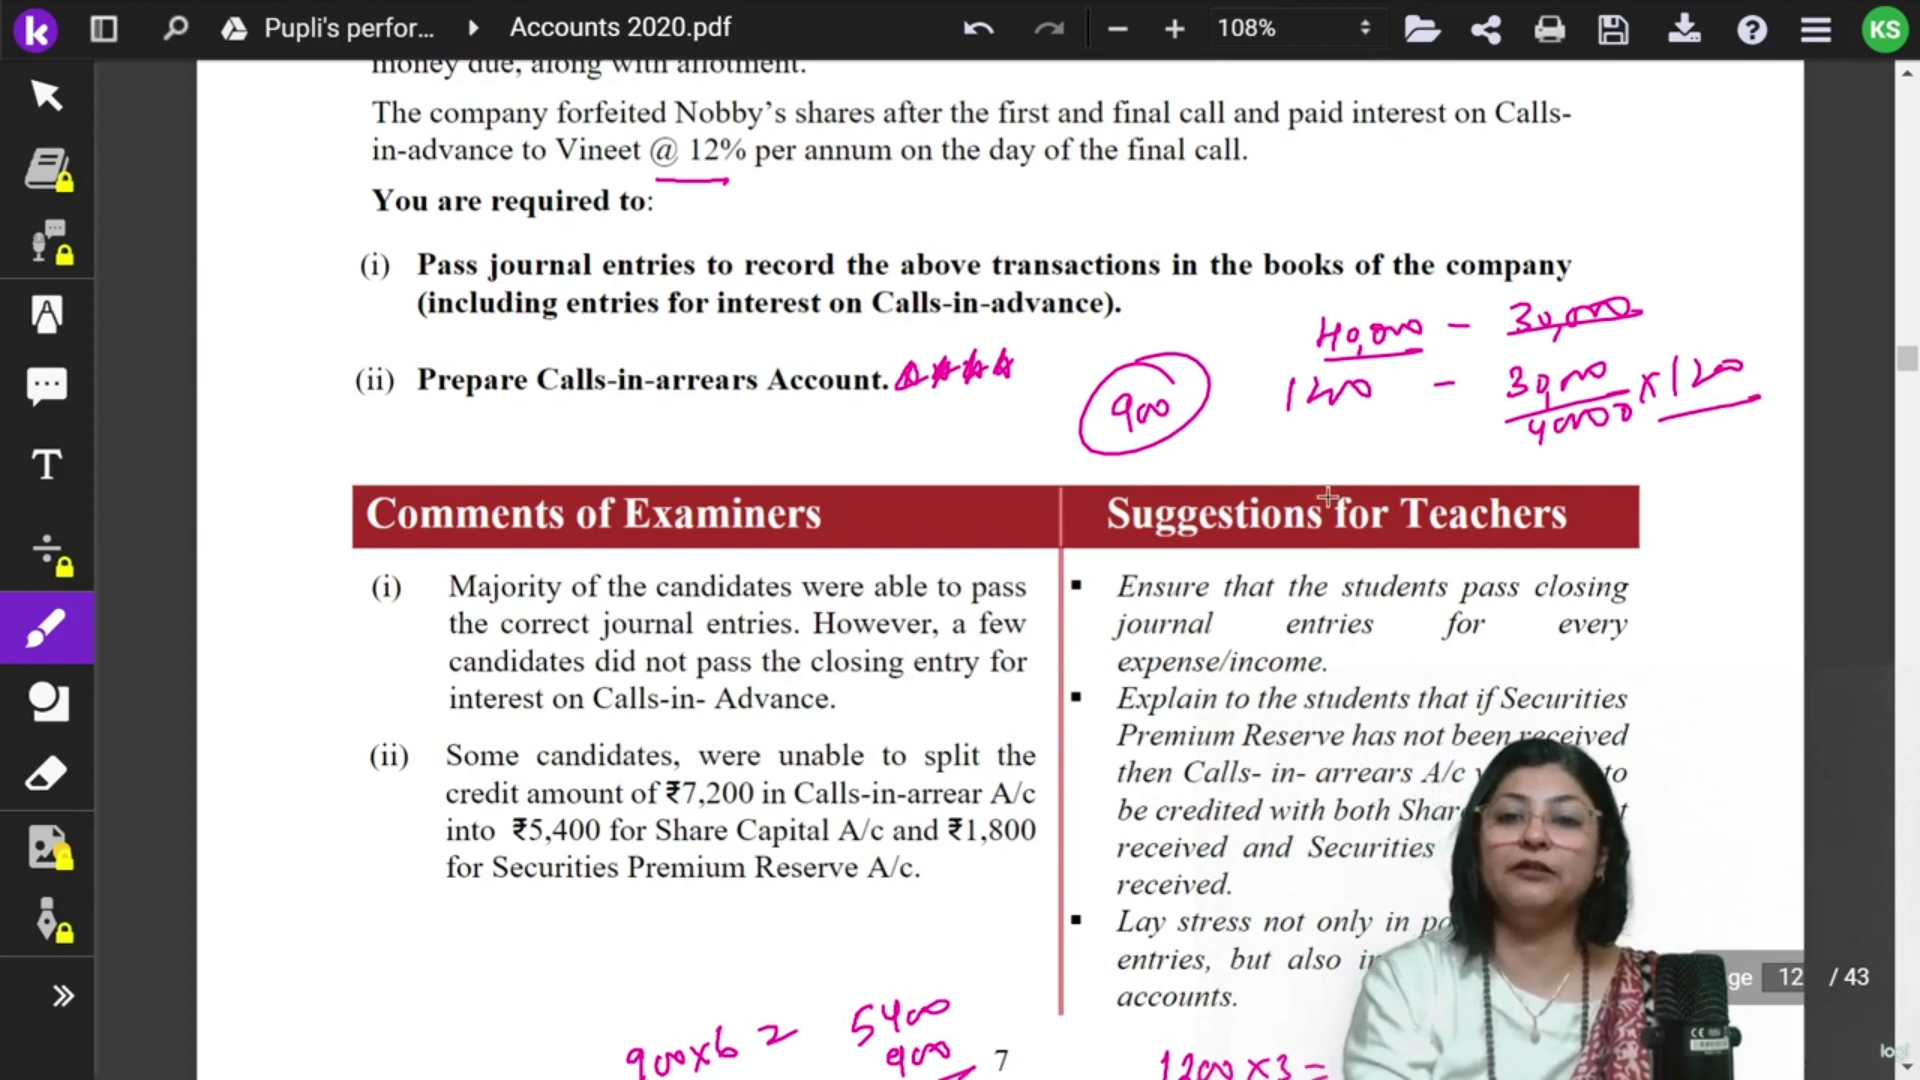 Pupli's perfor... Accounts 2020.pdf 108% KS
money due, along with allotment.
The company forfeited Nobby's shares after the first and final call and paid interest on Calls-
in-advance to Vineet @ 12% per annum on the day of the final call.
You are required to:
(i) Pass journal entries to record the above transactions in the books of the company
(including entries for interest on Calls-in-advance).
40,000 - 30,000
(ii) Prepare Calls-in-arrears Account.
900
1200 - 30,000 x 1200
40000
Comments of Examiners
Suggestions for Teachers
(i) Majority of the candidates were able to pass
the correct journal entries. However, a few
candidates did not pass the closing entry for
interest on Calls-in- Advance.
(ii) Some candidates, were unable to split the
credit amount of ₹7,200 in Calls-in-arrear A/c
into ₹5,400 for Share Capital A/c and ₹1,800
for Securities Premium Reserve A/c.
▪ Ensure that the students pass closing
journal entries for every
expense/income.
▪ Explain to the students that if Securities
Premium Reserve has not been received
then Calls- in- arrears A/c to
be credited with both
received and Securities
received.
▪ Lay stress not only in
entries, but also
accounts.
12 / 43
900x6 = 5400
900
7
1200 x 3 =